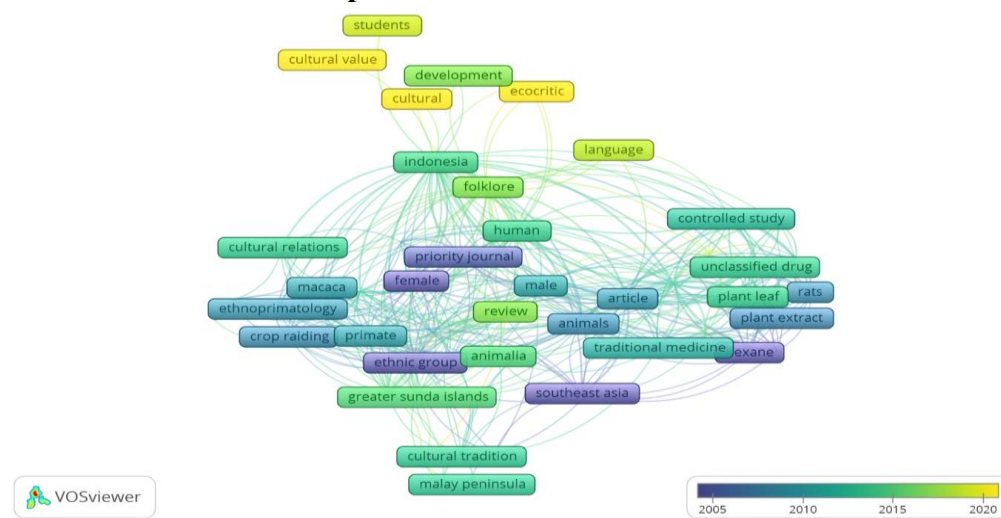 students
cultural value
development
cultural
ecocritic
language
indonesia
folklore
controlled study
human
cultural relations
priority journal
unclassified drug
female
macaca
male
rats
article
plant leaf
ethnoprimatology
review
plant extract
animals
crop raiding
primate
traditional medicine
exane
animalia
ethnic group
southeast asia
greater sunda islands
cultural tradition
malay peninsula
VOSviewer
2005 2010 2015 2020